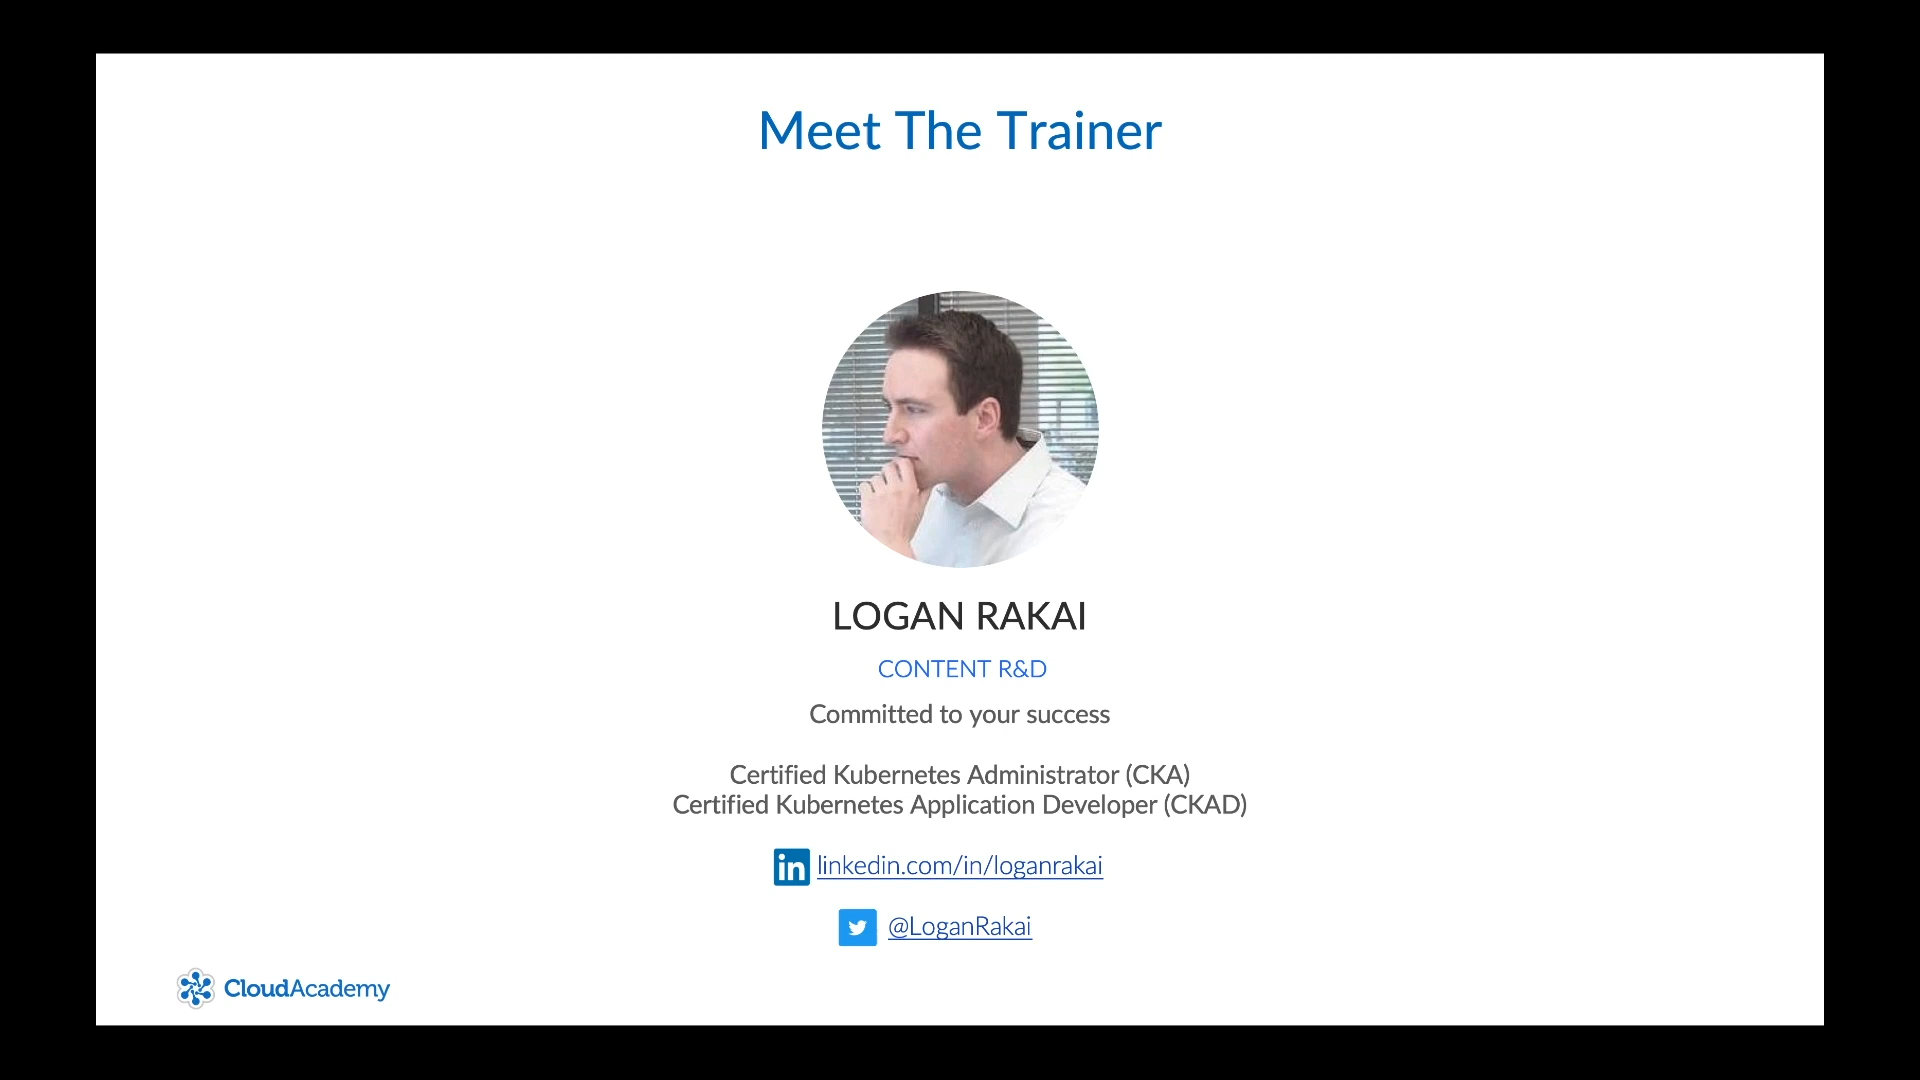 Meet The Trainer
LOGAN RAKAI
CONTENT R&D
Committed to your success
Certified Kubernetes Administrator (CKA)
Certified Kubernetes Application Developer (CKAD)
in linkedin.com/in/loganrakai
@LoganRakai
CloudAcademy